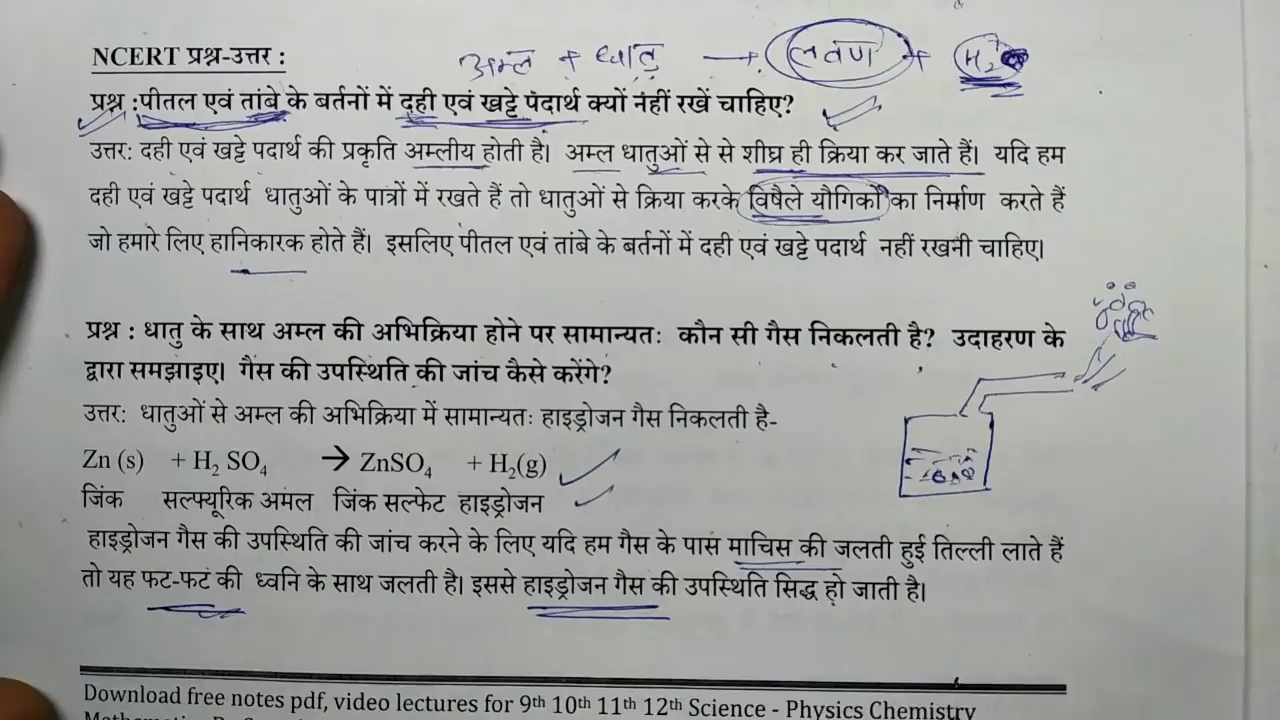 NCERT प्रश्न-उत्तर :
अम्ल + धातु → लवण + H₂
प्रश्न :पीतल एवं तांबे के बर्तनों में दही एवं खट्टे पदार्थ क्यों नहीं रखें चाहिए?
उत्तर: दही एवं खट्टे पदार्थ की प्रकृति अम्लीय होती है। अम्ल धातुओं से से शीघ्र ही क्रिया कर जाते हैं। यदि हम
दही एवं खट्टे पदार्थ धातुओं के पात्रों में रखते हैं तो धातुओं से क्रिया करके विषैले यौगिकों का निर्माण करते हैं
जो हमारे लिए हानिकारक होते हैं। इसलिए पीतल एवं तांबे के बर्तनों में दही एवं खट्टे पदार्थ नहीं रखनी चाहिए।
प्रश्न : धातु के साथ अम्ल की अभिक्रिया होने पर सामान्यतः कौन सी गैस निकलती है? उदाहरण के
द्वारा समझाइए। गैस की उपस्थिति की जांच कैसे करेंगे?
उत्तर: धातुओं से अम्ल की अभिक्रिया में सामान्यतः हाइड्रोजन गैस निकलती है-
Zn (s) + H₂ SO₄ → ZnSO₄ + H₂(g)
जिंक सल्फ्यूरिक अमल जिंक सल्फेट हाइड्रोजन
हाइड्रोजन गैस की उपस्थिति की जांच करने के लिए यदि हम गैस के पास माचिस की जलती हुई तिल्ली लाते हैं
तो यह फट-फट की ध्वनि के साथ जलती है। इससे हाइड्रोजन गैस की उपस्थिति सिद्ध हो जाती है।
Download free notes pdf, video lectures for 9th 10th 11th 12th Science - Physics Chemistry